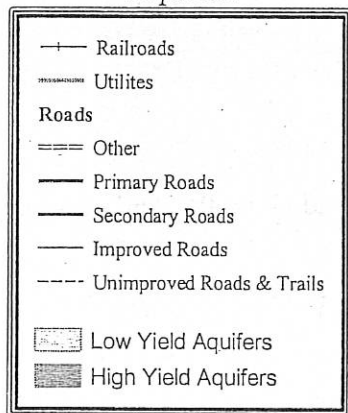 Railroads
Utilites
Roads
Other
Primary Roads
Secondary Roads
Improved Roads
Unimproved Roads & Trails
Low Yield Aquifers
High Yield Aquifers